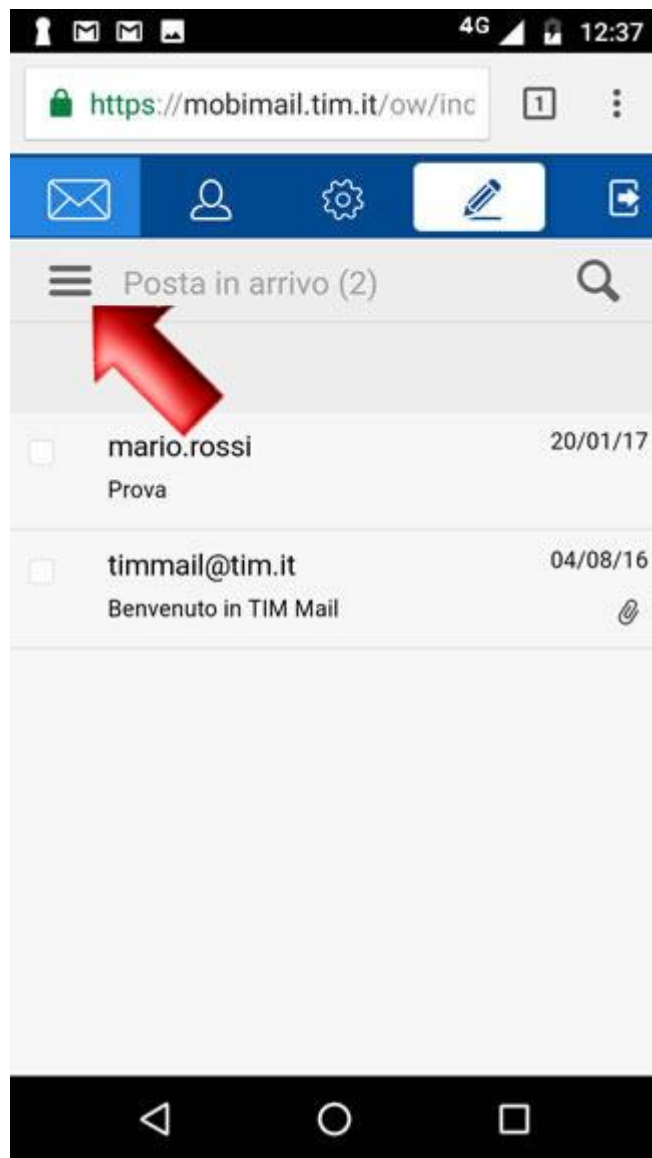 4G 12:37
https://mobimail.tim.it/ow/inc 1
Posta in arrivo (2)
mario.rossi 20/01/17
Prova
timmail@tim.it 04/08/16
Benvenuto in TIM Mail